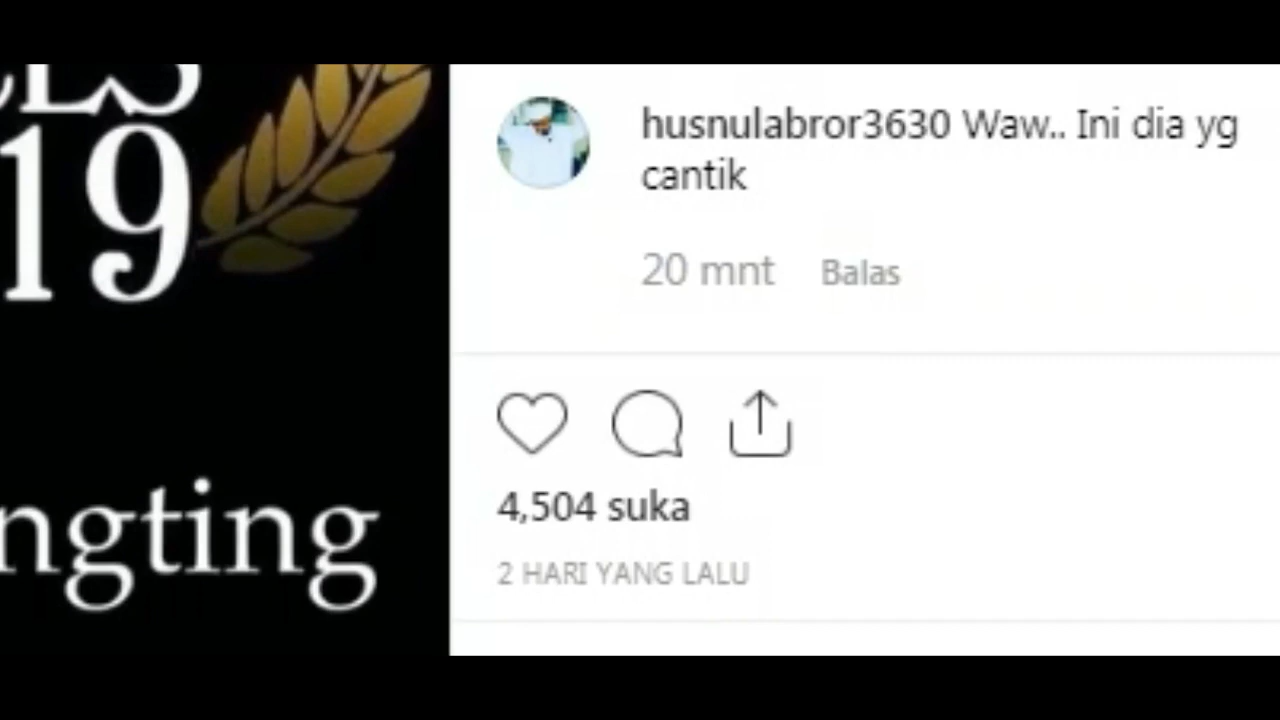 19
ngting
husnulabror3630 Waw.. Ini dia yg
cantik
20 mnt Balas
4,504 suka
2 HARI YANG LALU